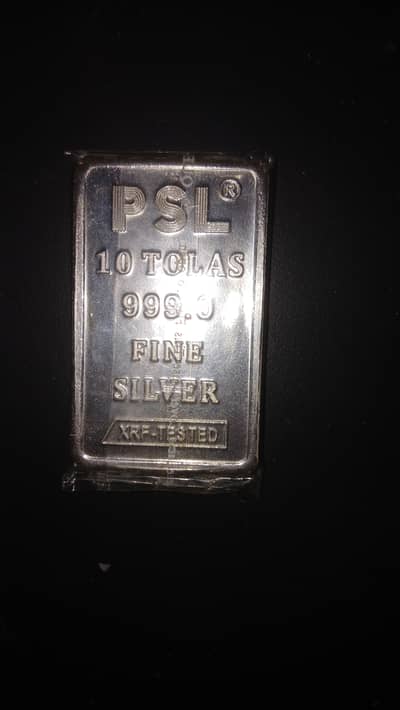 PSL®
10 TOLAS
999.0
FINE
SILVER
XRF-TESTED